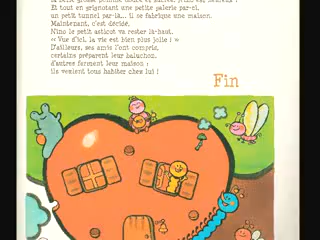 Et tout en grignotant une petite galerie par-ci,
un petit tunnel par-là... il se fabrique une maison.
Maintenant, c'est décidé,
Nino le petit asticot va rester là-haut.
« Vue d'ici, la vie est bien plus jolie ! »
D'ailleurs, ses amis l'ont compris,
certains préparent leur baluchon,
d'autres ferment leur maison :
ils veulent tous habiter chez lui !
Fin